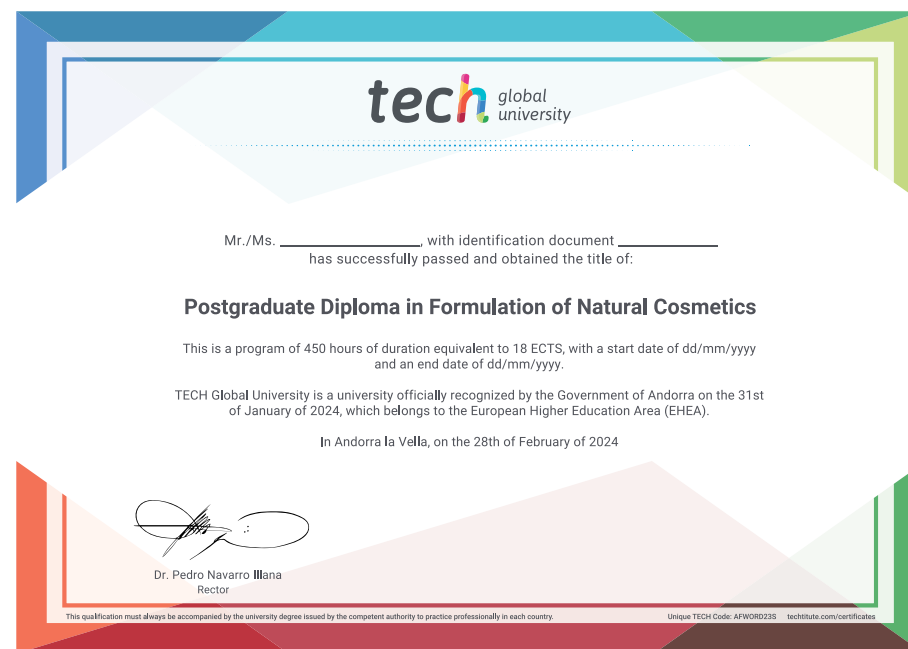 tech global university
Mr./Ms. ____________________, with identification document ______________
has successfully passed and obtained the title of:
Postgraduate Diploma in Formulation of Natural Cosmetics
This is a program of 450 hours of duration equivalent to 18 ECTS, with a start date of dd/mm/yyyy
and an end date of dd/mm/yyyy.
TECH Global University is a university officially recognized by the Government of Andorra on the 31st
of January of 2024, which belongs to the European Higher Education Area (EHEA).
In Andorra la Vella, on the 28th of February of 2024
Dr. Pedro Navarro Illana
Rector
This qualification must always be accompanied by the university degree issued by the competent authority to practice professionally in each country.
Unique TECH Code: AFWORD23S techtitute.com/certificates